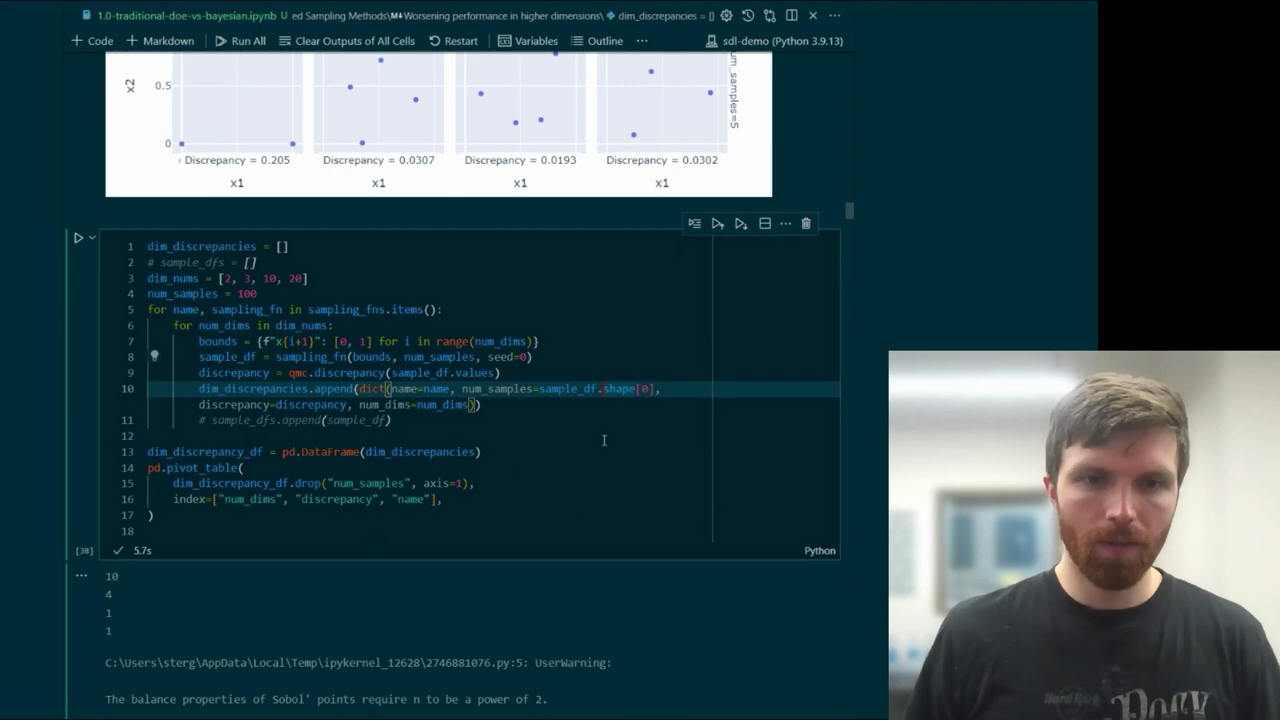 1.0-traditional-doe-vs-bayesian.ipynb U ed Sampling Methods\M↓Worsening performance in higher dimensions\ dim_discrepancies = []
+ Code + Markdown Run All Clear Outputs of All Cells Restart Variables Outline ... sdl-demo (Python 3.9.13)
x2
0.5
0
um_samples=5
Discrepancy = 0.205 Discrepancy = 0.0307 Discrepancy = 0.0193 Discrepancy = 0.0302
x1 x1 x1 x1
1 dim_discrepancies = []
2 # sample_dfs = []
3 dim_nums = [2, 3, 10, 20]
4 num_samples = 100
5 for name, sampling_fn in sampling_fns.items():
6 for num_dims in dim_nums:
7 bounds = {f"x{i+1}": [0, 1] for i in range(num_dims)}
8 sample_df = sampling_fn(bounds, num_samples, seed=0)
9 discrepancy = qmc.discrepancy(sample_df.values)
10 dim_discrepancies.append(dict(name=name, num_samples=sample_df.shape[0],
discrepancy=discrepancy, num_dims=num_dims))
11 # sample_dfs.append(sample_df)
12
13 dim_discrepancy_df = pd.DataFrame(dim_discrepancies)
14 pd.pivot_table(
15 dim_discrepancy_df.drop("num_samples", axis=1),
16 index=["num_dims", "discrepancy", "name"],
17 )
18
[38] 5.7s Python
... 10
4
1
1
C:\Users\sterg\AppData\Local\Temp\ipykernel_12628\2746881076.py:5: UserWarning:
The balance properties of Sobol' points require n to be a power of 2.